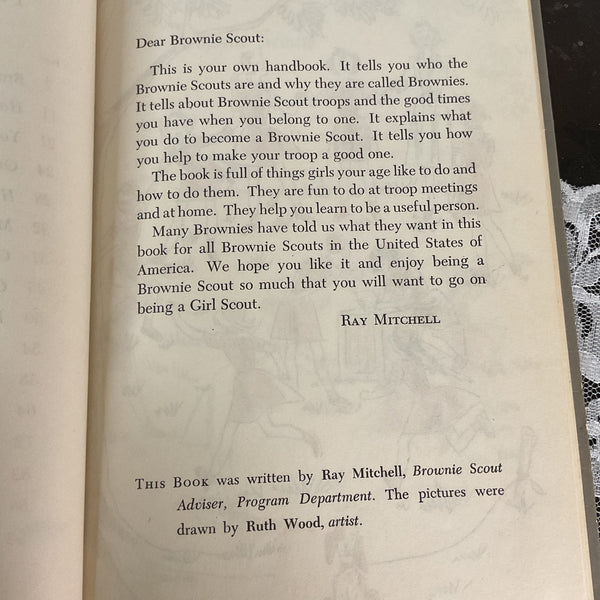 Dear Brownie Scout:
This is your own handbook. It tells you who the
Brownie Scouts are and why they are called Brownies.
It tells about Brownie Scout troops and the good times
you have when you belong to one. It explains what
you do to become a Brownie Scout. It tells you how
you help to make your troop a good one.
The book is full of things girls your age like to do and
how to do them. They are fun to do at troop meetings
and at home. They help you learn to be a useful person.
Many Brownies have told us what they want in this
book for all Brownie Scouts in the United States of
America. We hope you like it and enjoy being a
Brownie Scout so much that you will want to go on
being a Girl Scout.
RAY MITCHELL
THIS BOOK was written by Ray Mitchell, Brownie Scout
Adviser, Program Department. The pictures were
drawn by Ruth Wood, artist.